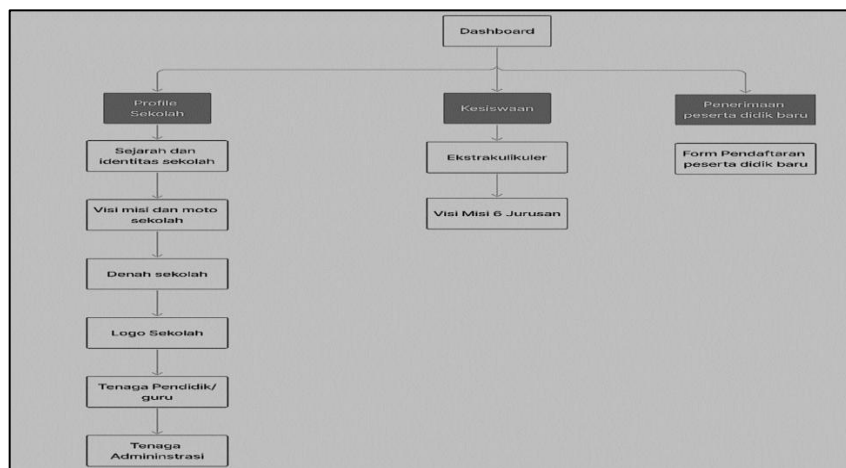 Dashboard
Profile
Sekolah
Sejarah dan
identitas sekolah
Visi misi dan moto
sekolah
Denah sekolah
Logo Sekolah
Tenaga Pendidik/
guru
Tenaga
Admininstrasi
Kesiswaan
Ekstrakulikuler
Visi Misi 6 Jurusan
Penerimaan
peserta didik baru
Form Pendaftaran
peserta didik baru